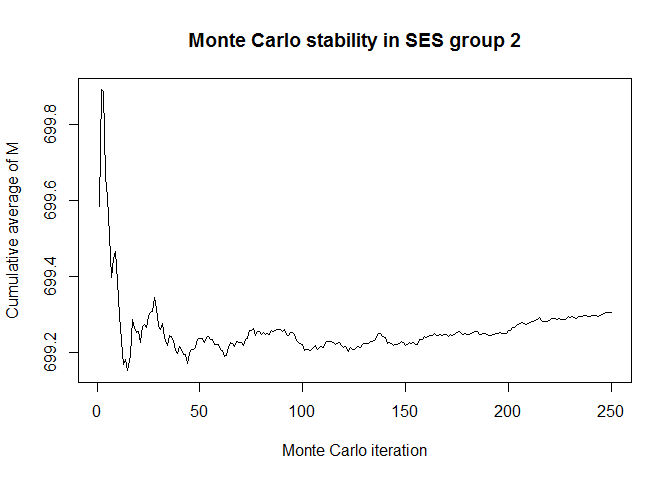 Monte Carlo stability in SES group 2
Cumulative average of M
699.8
699.6
699.4
699.2
0 50 100 150 200 250
Monte Carlo iteration